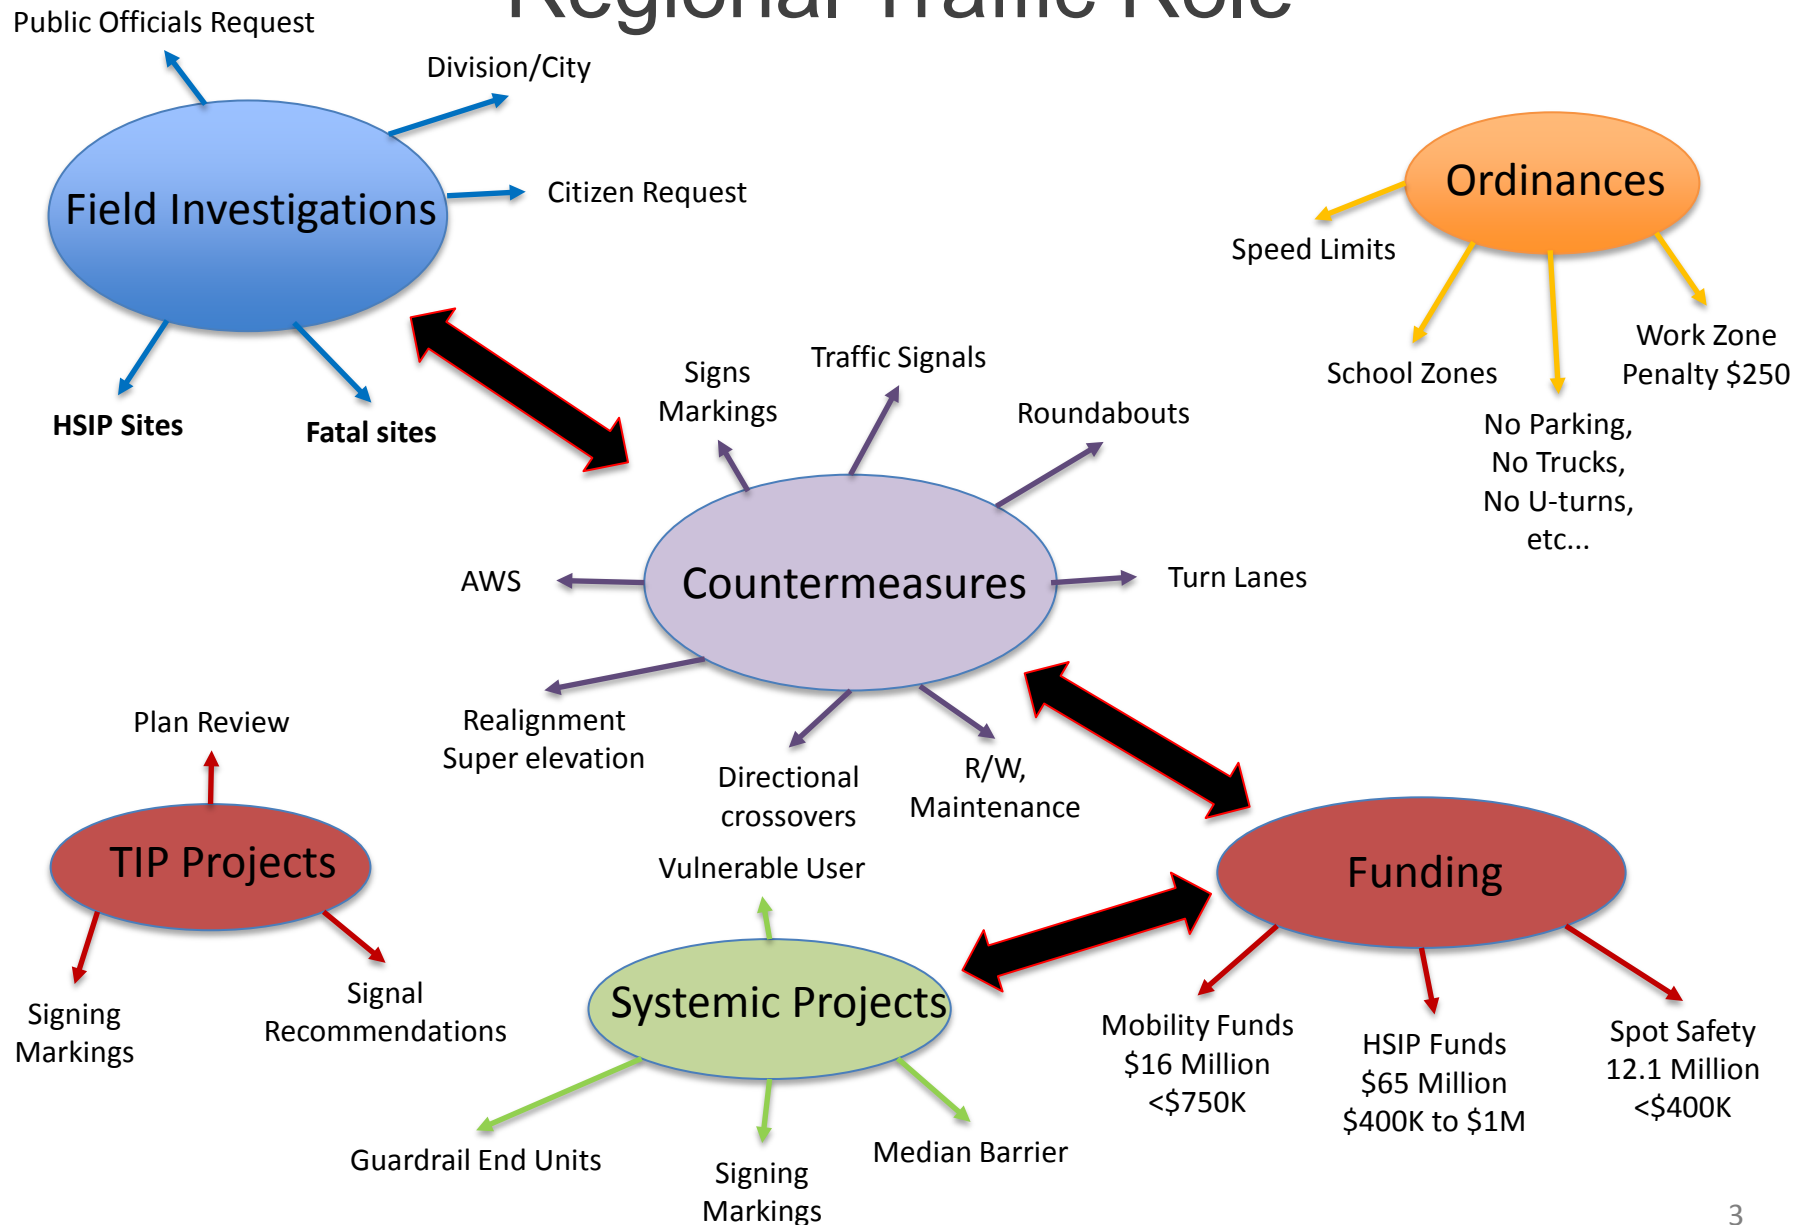 Regional Traffic Role
Public Officials Request
Division/City
Citizen Request
Field Investigations
HSIP Sites
Fatal sites
Ordinances
Speed Limits
School Zones
No Parking,
No Trucks,
No U-turns,
etc...
Work Zone
Penalty $250
Signs
Markings
Traffic Signals
Roundabouts
AWS
Countermeasures
Turn Lanes
Realignment
Super elevation
Directional
crossovers
R/W,
Maintenance
Plan Review
TIP Projects
Signing
Markings
Signal
Recommendations
Vulnerable User
Systemic Projects
Guardrail End Units
Signing
Markings
Median Barrier
Funding
Mobility Funds
$16 Million
<$750K
HSIP Funds
$65 Million
$400K to $1M
Spot Safety
12.1 Million
<$400K
3